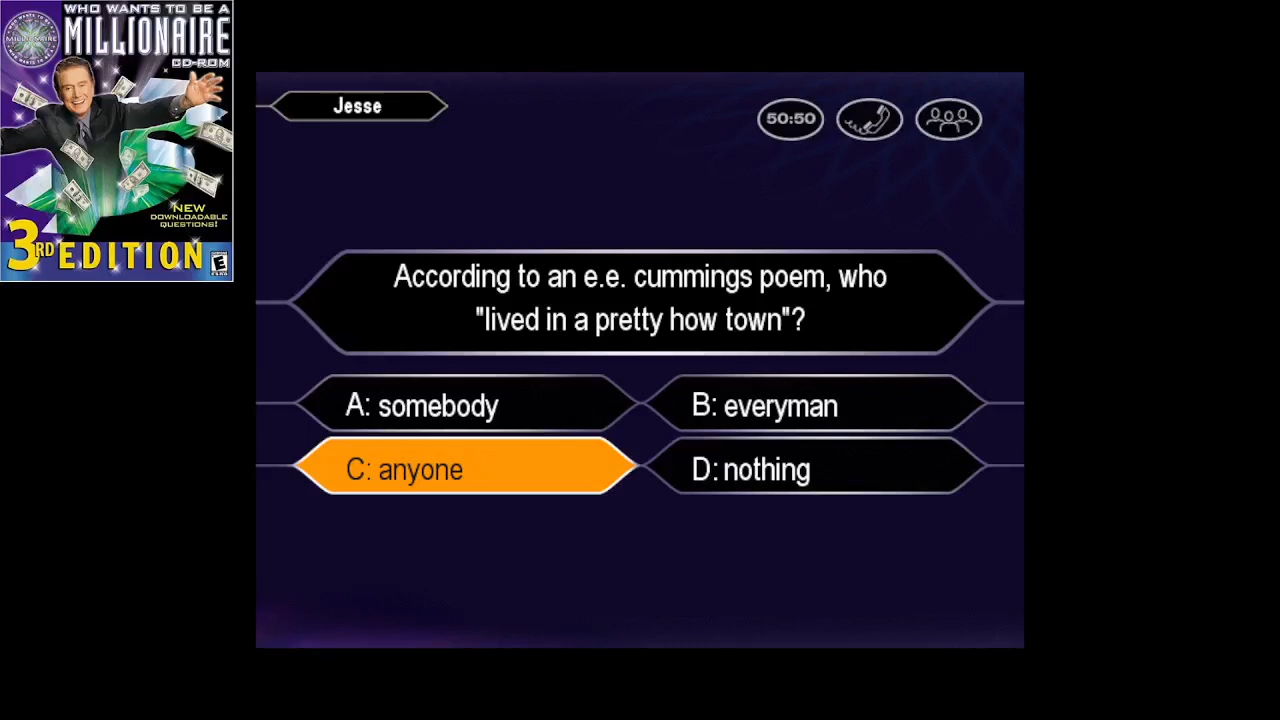 WHO WANTS TO BE A
MILLIONAIRE
CD-ROM
MILLIONAIRE
NEW
DOWNLOADABLE
QUESTIONS!
3RD EDITION
E
Jesse
50:50
According to an e.e. cummings poem, who
"lived in a pretty how town"?
A: somebody
B: everyman
C: anyone
D: nothing